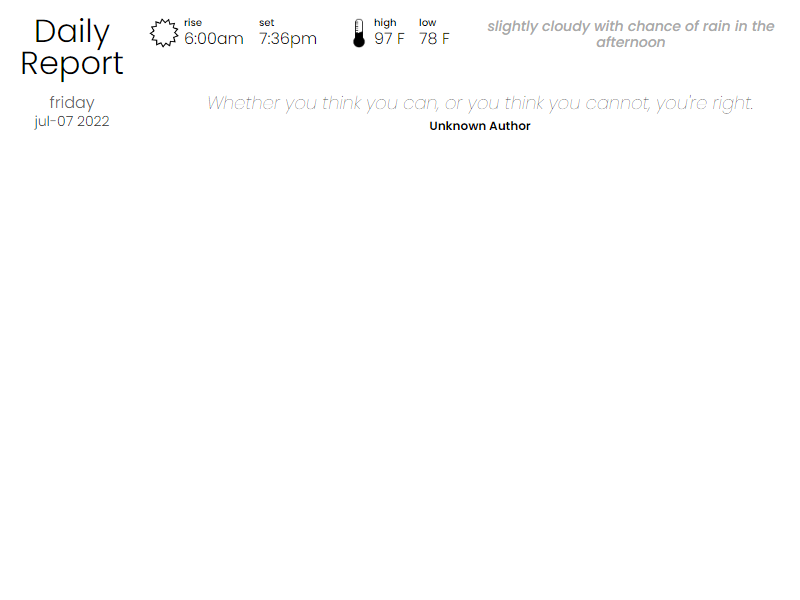 Daily
Report
friday
jul-07 2022
rise
6:00am
set
7:36pm
high
97 F
low
78 F
slightly cloudy with chance of rain in the
afternoon
Whether you think you can, or you think you cannot, you're right.
Unknown Author